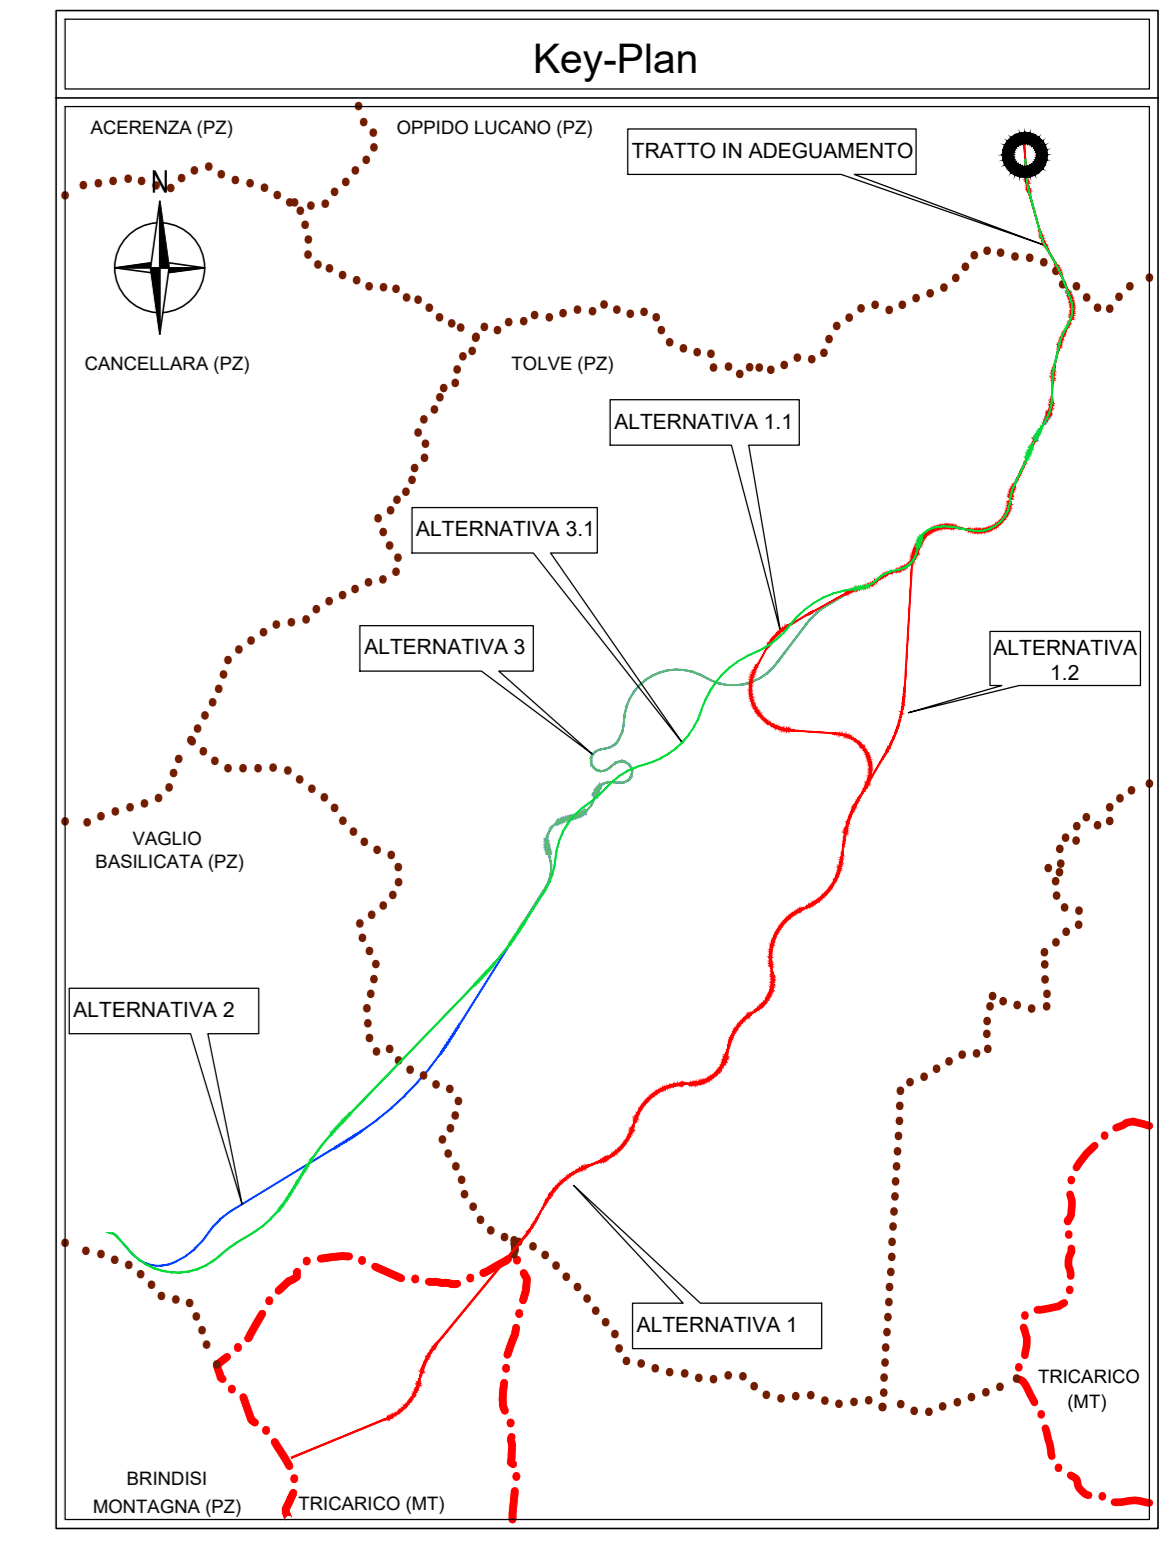 Key-Plan
ACERENZA (PZ)
OPPIDO LUCANO (PZ)
TRATTO IN ADEGUAMENTO
N
CANCELLARA (PZ)
TOLVE (PZ)
ALTERNATIVA 1.1
ALTERNATIVA 3.1
ALTERNATIVA 3
ALTERNATIVA
1.2
VAGLIO
BASILICATA (PZ)
ALTERNATIVA 2
ALTERNATIVA 1
TRICARICO
(MT)
BRINDISI
MONTAGNA (PZ)
TRICARICO (MT)